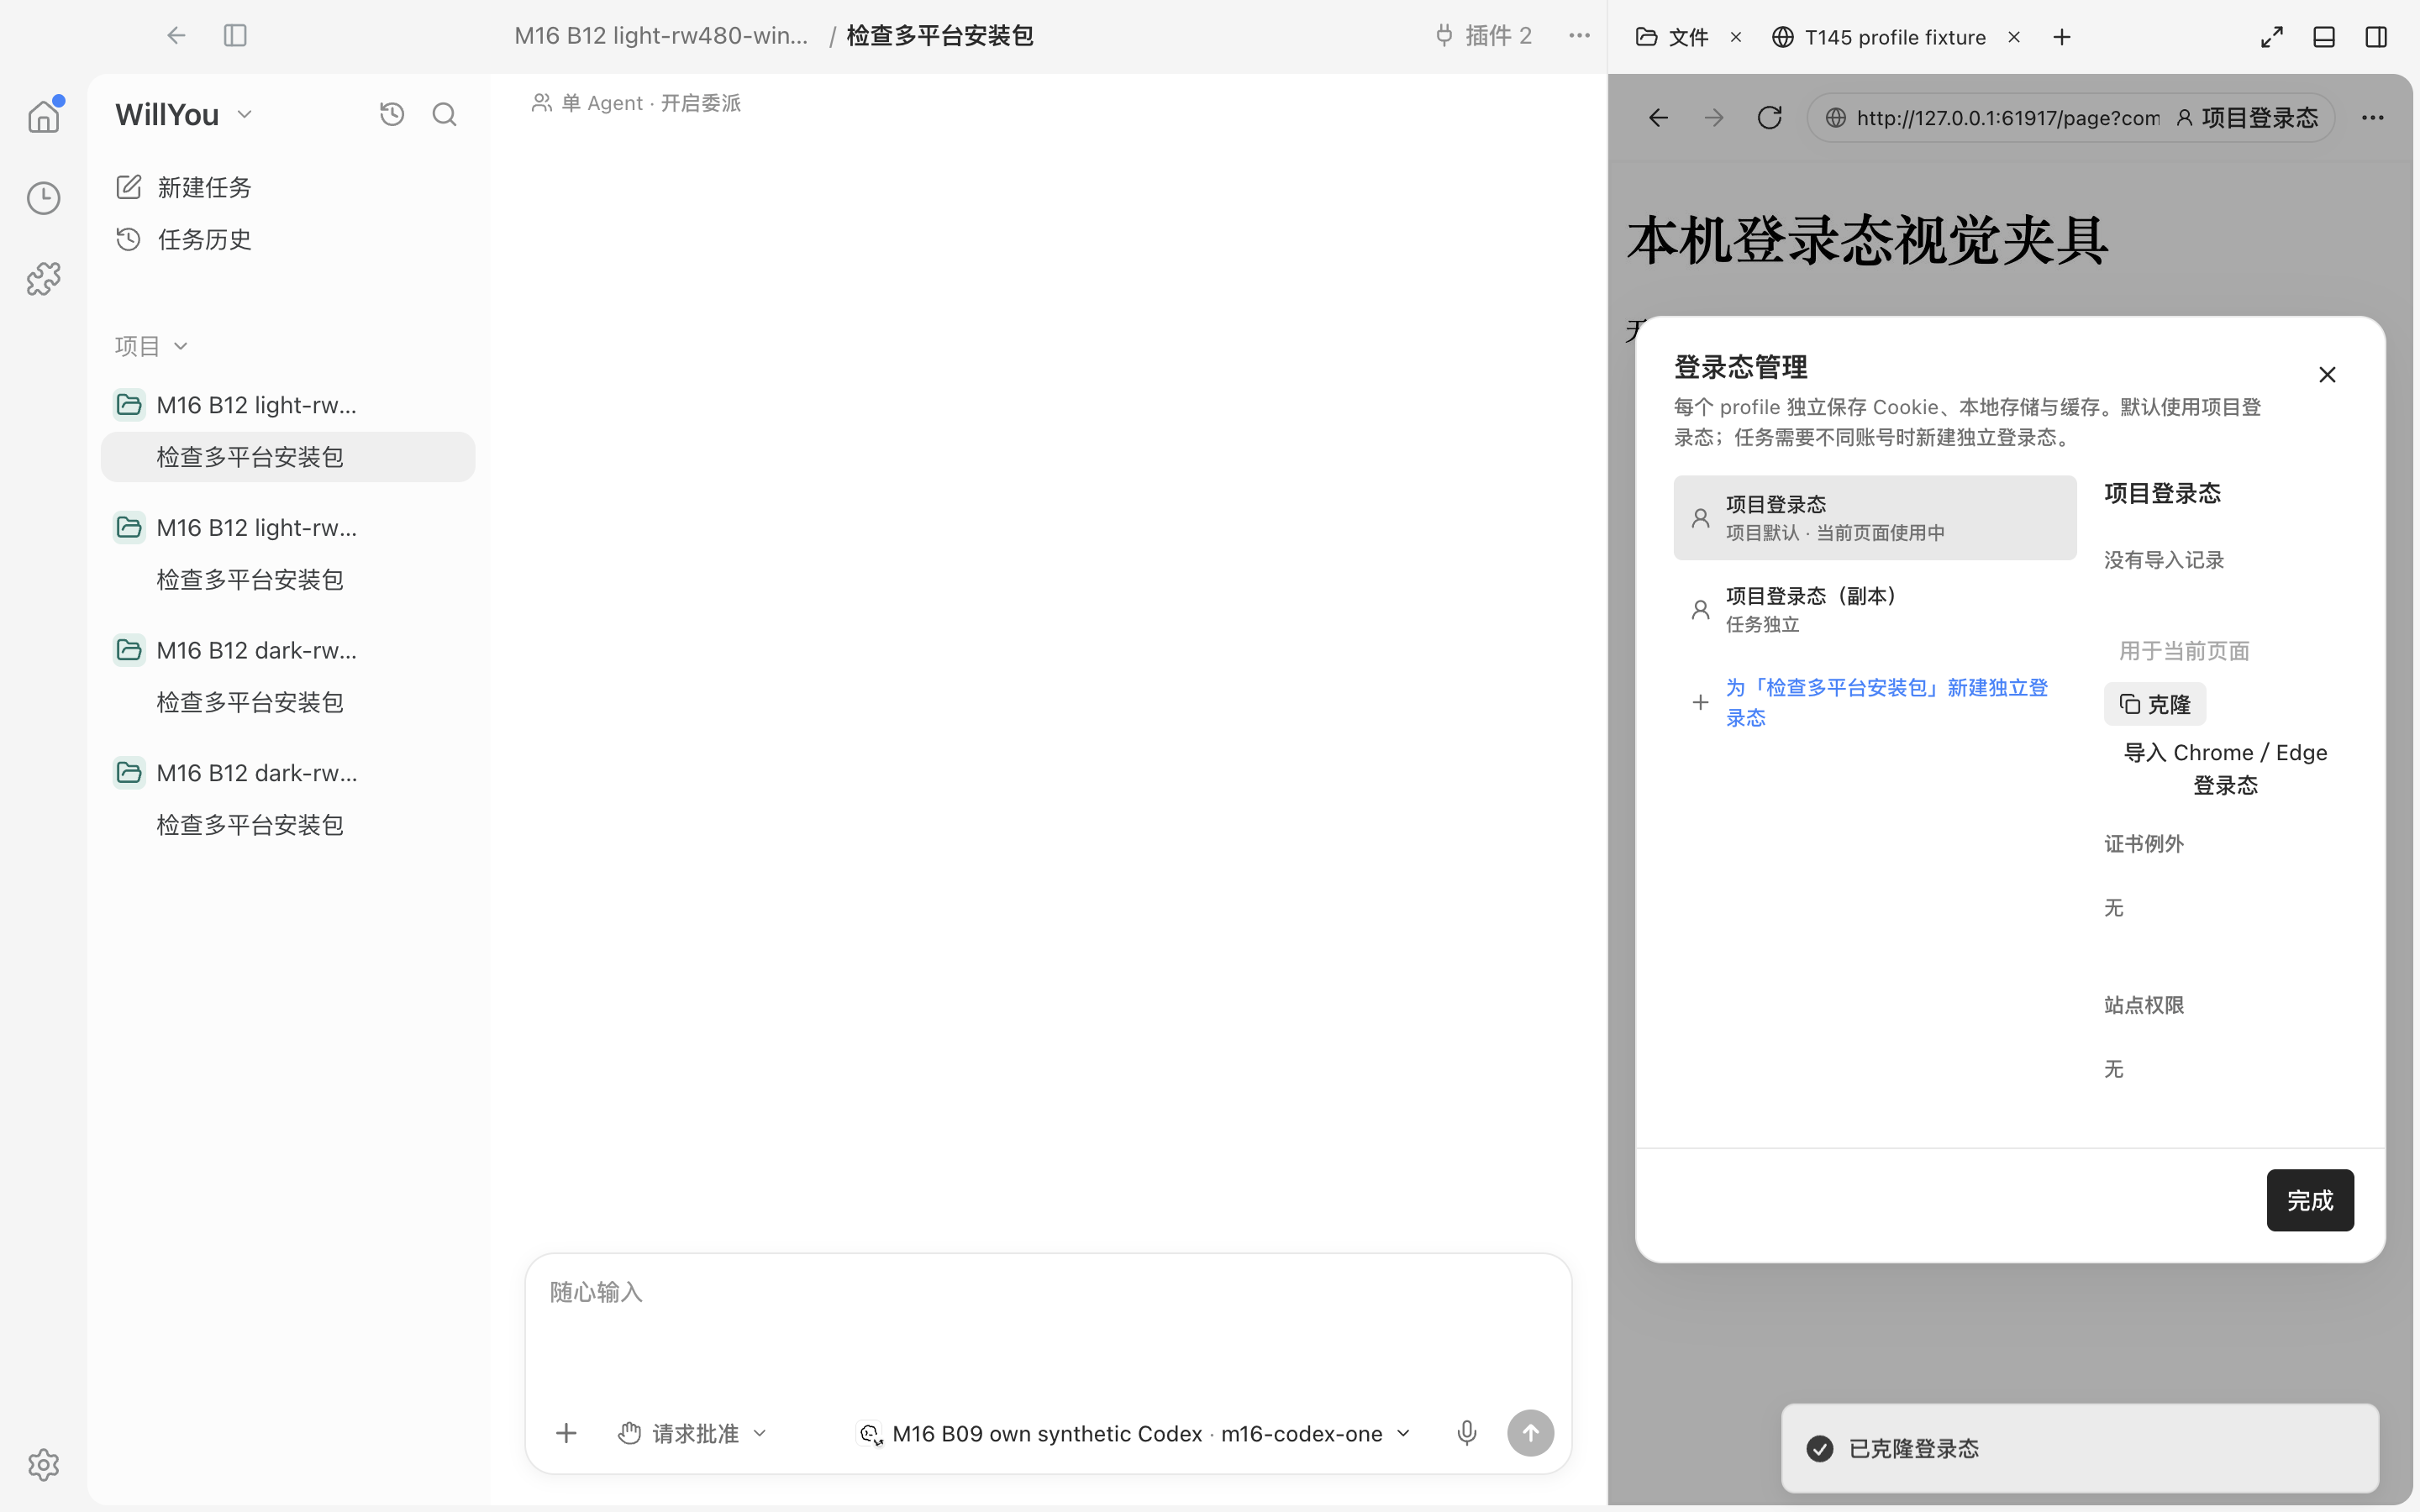 M16 B12 light-rw480-win... / 检查多平台安装包
插件 2
文件
T145 profile fixture
WillYou
新建任务
任务历史
项目
M16 B12 light-rw...
检查多平台安装包
M16 B12 light-rw...
检查多平台安装包
M16 B12 dark-rw...
检查多平台安装包
M16 B12 dark-rw...
检查多平台安装包
单 Agent · 开启委派
随心输入
请求批准
M16 B09 own synthetic Codex · m16-codex-one
http://127.0.0.1:61917/page?com
项目登录态
本机登录态视觉夹具
登录态管理
每个 profile 独立保存 Cookie、本地存储与缓存。默认使用项目登
录态；任务需要不同账号时新建独立登录态。
项目登录态
项目默认 · 当前页面使用中
项目登录态（副本）
任务独立
为「检查多平台安装包」新建独立登
录态
项目登录态
没有导入记录
用于当前页面
克隆
导入 Chrome / Edge
登录态
证书例外
无
站点权限
无
完成
已克隆登录态